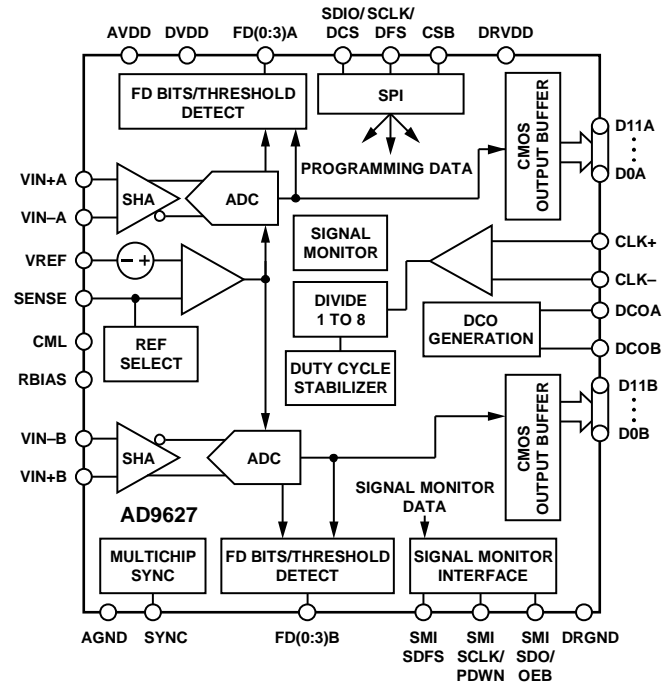 SDIO/ SCLK/
AVDD DVDD FD(0:3)A DCS DFS CSB DRVDD
FD BITS/THRESHOLD
DETECT
SPI
PROGRAMMING DATA
CMOS
OUTPUT BUFFER
D11A
D0A
VIN+A
VIN–A
SHA
ADC
VREF
– +
SENSE
REF
SELECT
CML
RBIAS
SIGNAL
MONITOR
DIVIDE
1 TO 8
DUTY CYCLE
STABILIZER
CLK+
CLK–
DCO
GENERATION
DCOA
DCOB
VIN–B
VIN+B
SHA
ADC
CMOS
OUTPUT BUFFER
D11B
D0B
AD9627
SIGNAL MONITOR
DATA
MULTICHIP
SYNC
FD BITS/THRESHOLD
DETECT
SIGNAL MONITOR
INTERFACE
AGND SYNC FD(0:3)B SMI SMI SMI DRGND
SDFS SCLK/ SDO/
PDWN OEB